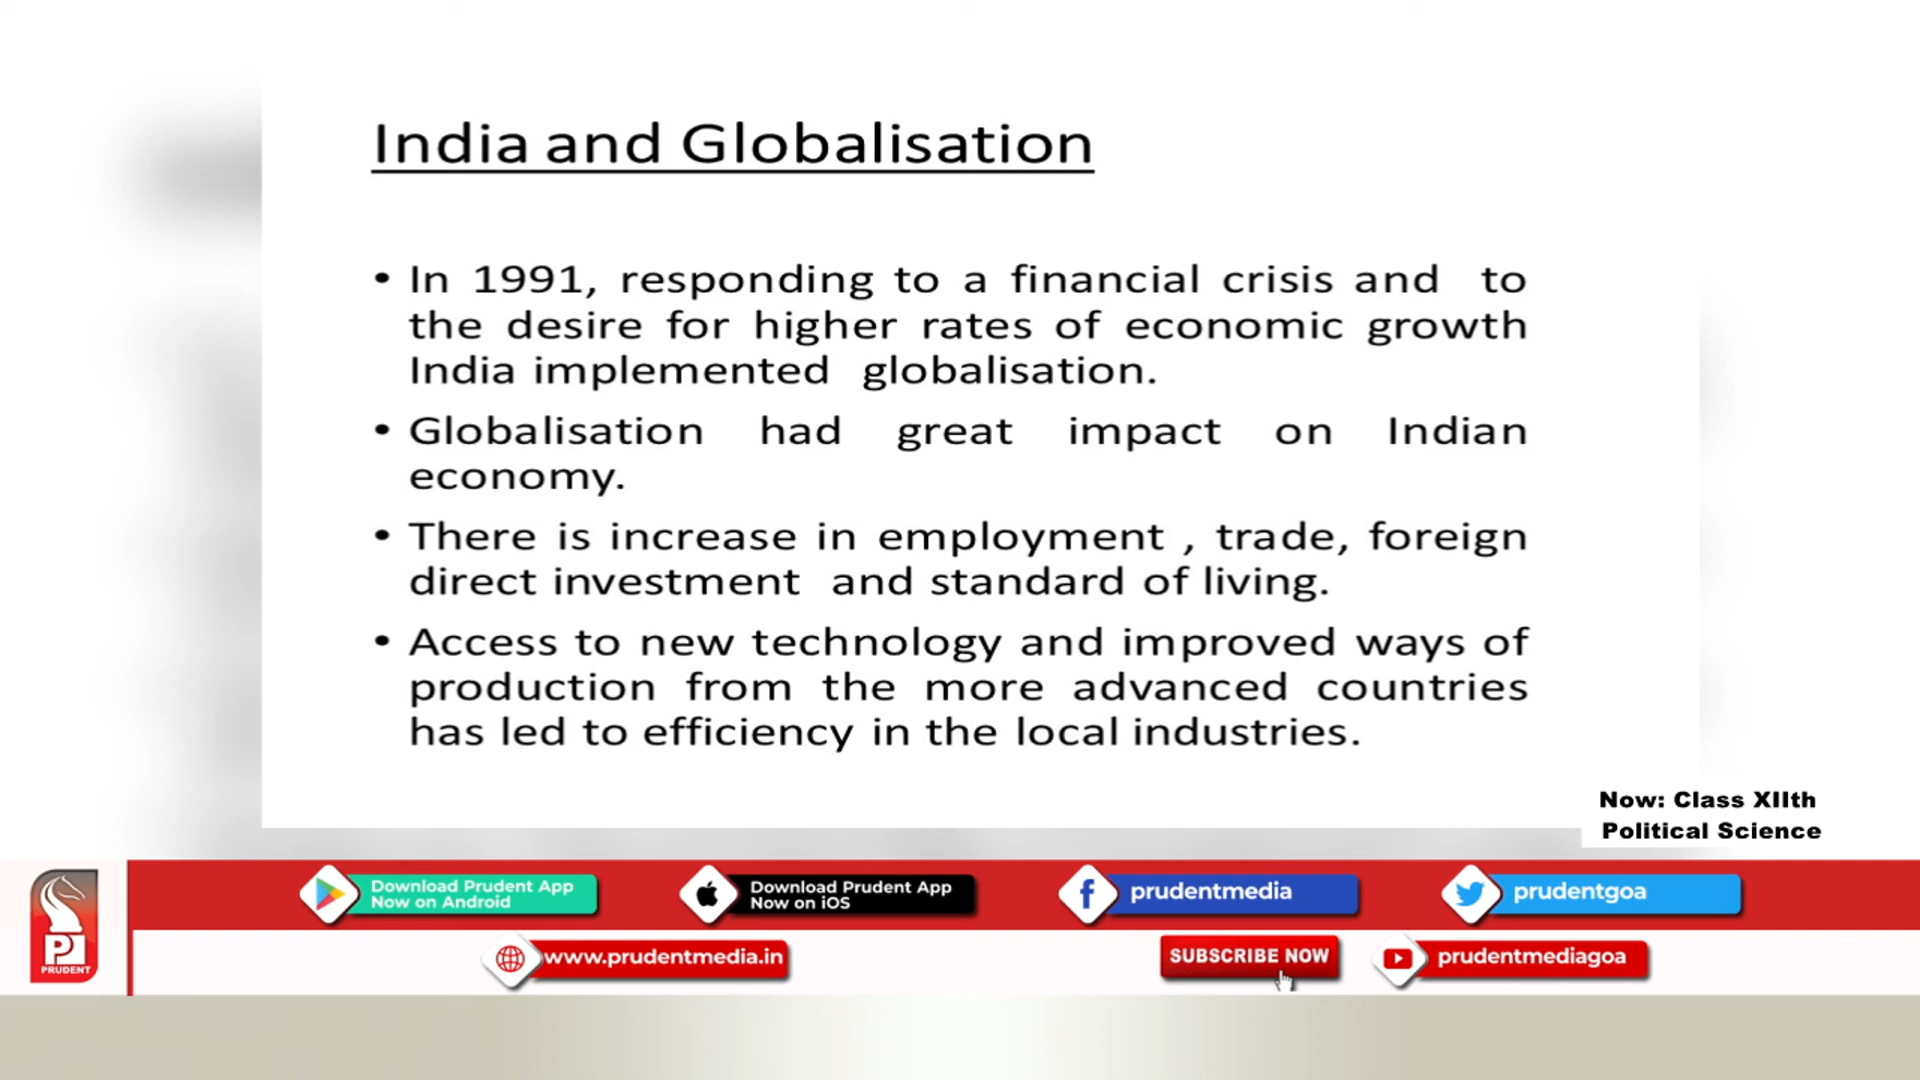 India and Globalisation
• In 1991, responding to a financial crisis and to
the desire for higher rates of economic growth
India implemented globalisation.
• Globalisation had great impact on Indian
economy.
• There is increase in employment , trade, foreign
direct investment and standard of living.
• Access to new technology and improved ways of
production from the more advanced countries
has led to efficiency in the local industries.
Now: Class XIIth
Political Science
Download Prudent App
Now on Android
Download Prudent App
Now on iOS
prudentmedia
prudentgoa
PRUDENT
www.prudentmedia.in
SUBSCRIBE NOW
prudentmediagoa